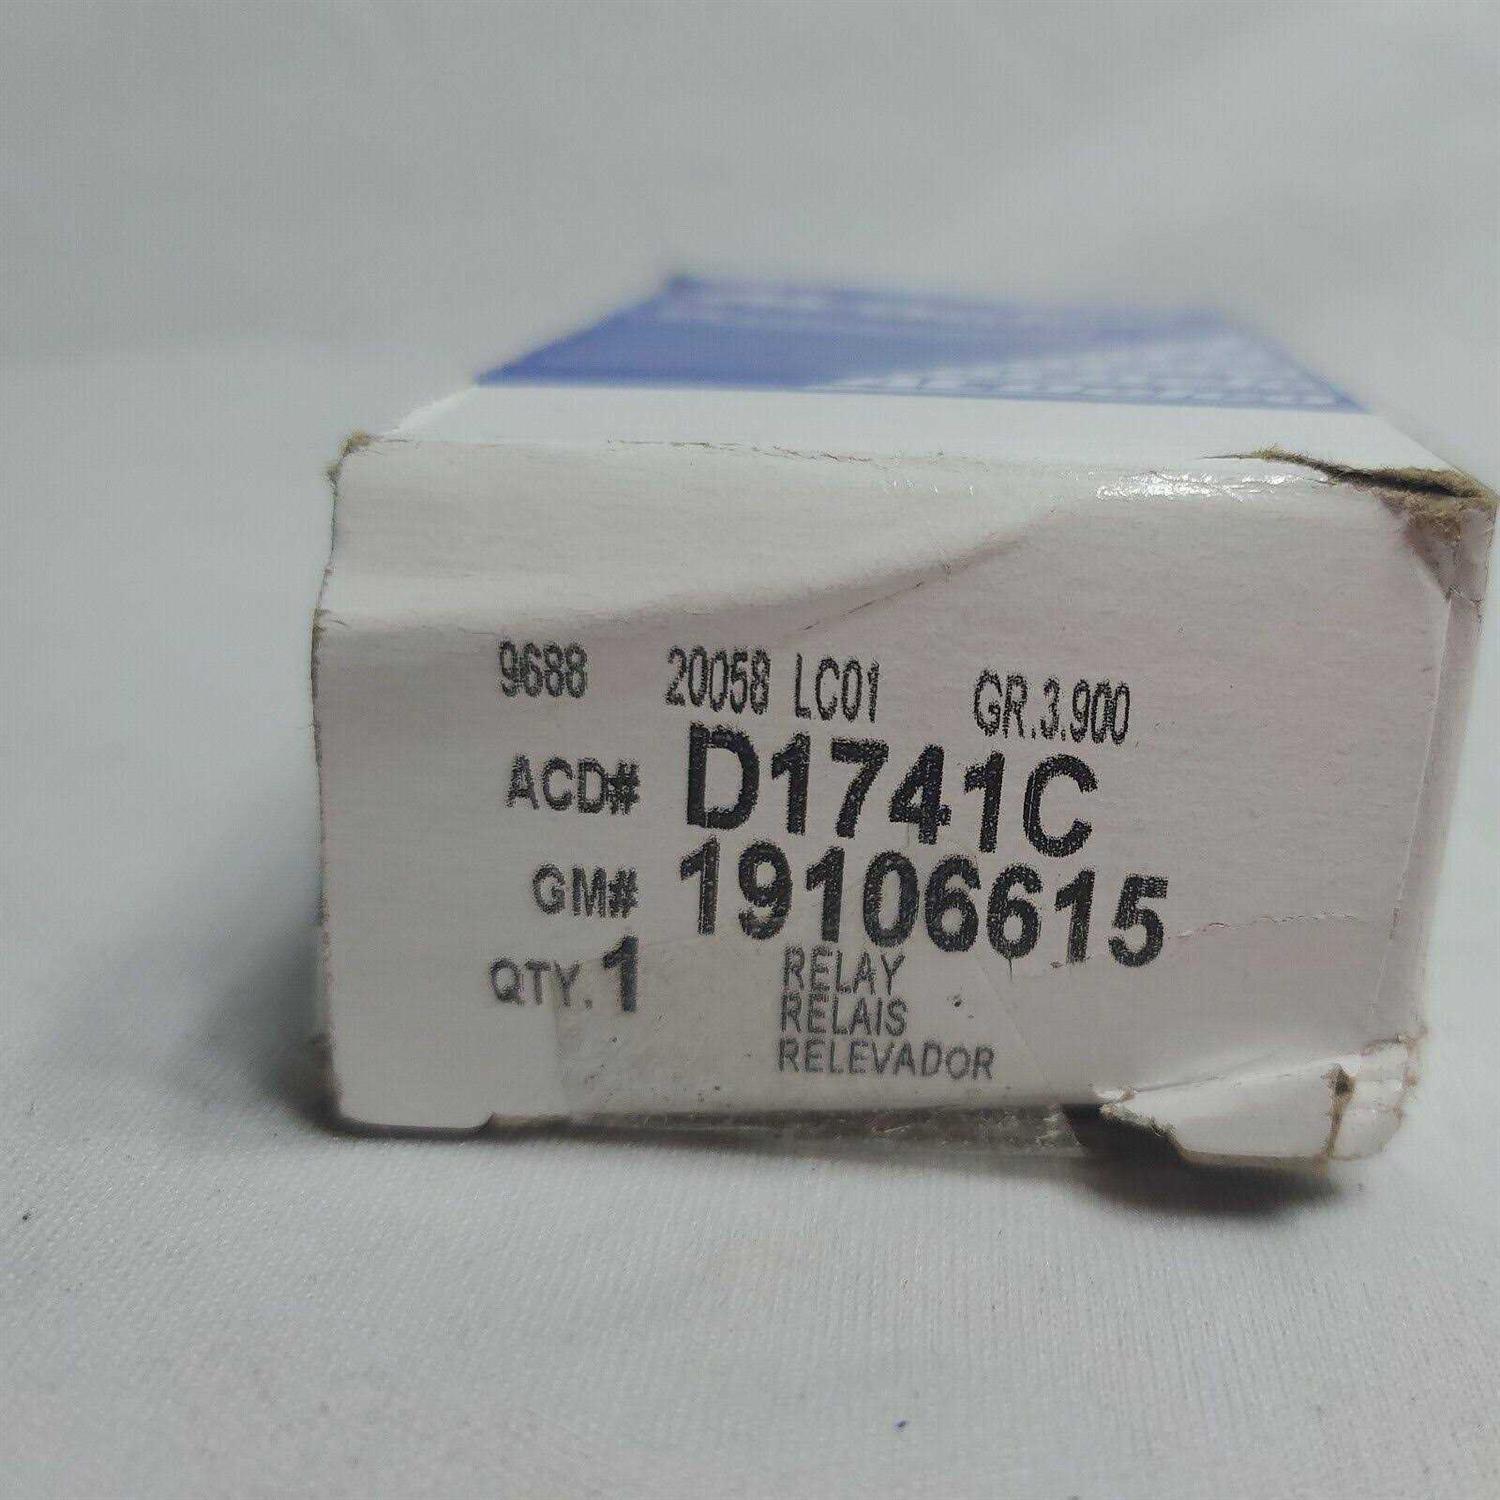 9688 20058 LC01 GR.3.900
ACD# D1741C
GM# 19106615
QTY. 1 RELAY
RELAIS
RELEVADOR